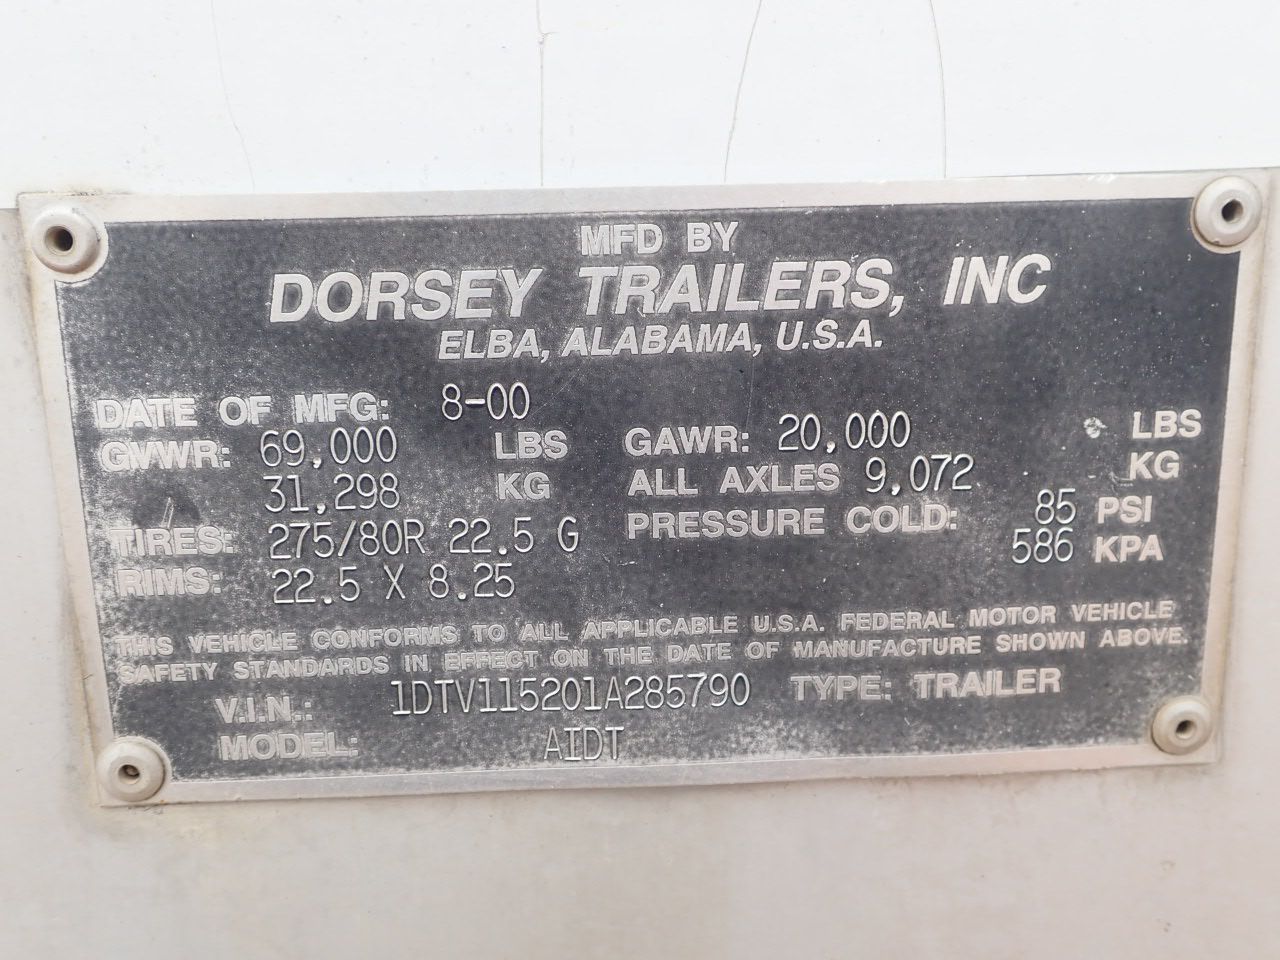 MFD BY
DORSEY TRAILERS, INC
ELBA, ALABAMA, U.S.A.
DATE OF MFG: 8-00
GVWR: 69,000 LBS GAWR: 20,000 LBS
31,298 KG ALL AXLES 9,072 KG
TIRES: 275/80R 22.5 G PRESSURE COLD: 85 PSI
RIMS: 22.5 X 8.25 586 KPA
THIS VEHICLE CONFORMS TO ALL APPLICABLE U.S.A. FEDERAL MOTOR VEHICLE
SAFETY STANDARDS IN EFFECT ON THE DATE OF MANUFACTURE SHOWN ABOVE.
V.I.N.: 1DTV115201A285790 TYPE: TRAILER
MODEL: AIDT